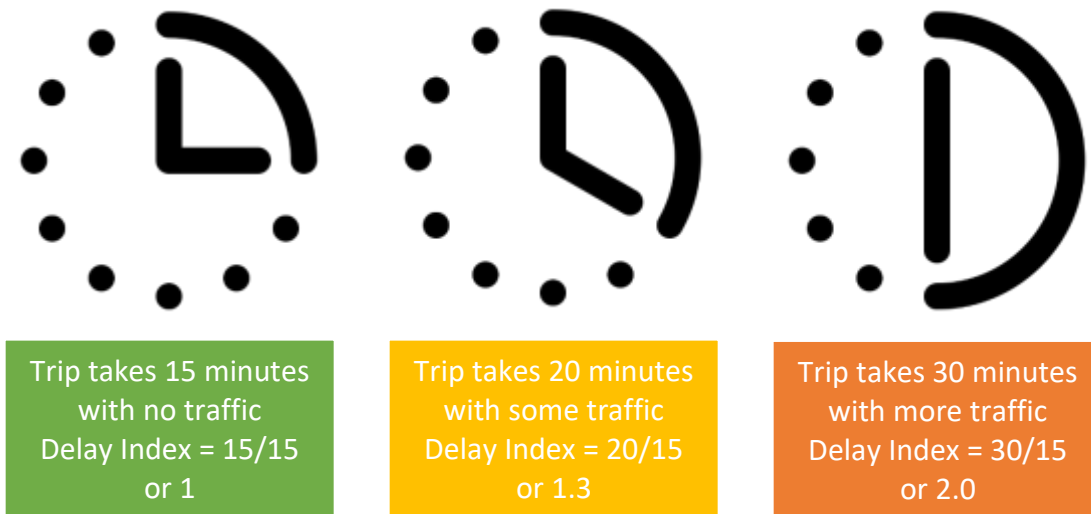 Trip takes 15 minutes
with no traffic
Delay Index = 15/15
or 1
Trip takes 20 minutes
with some traffic
Delay Index = 20/15
or 1.3
Trip takes 30 minutes
with more traffic
Delay Index = 30/15
or 2.0